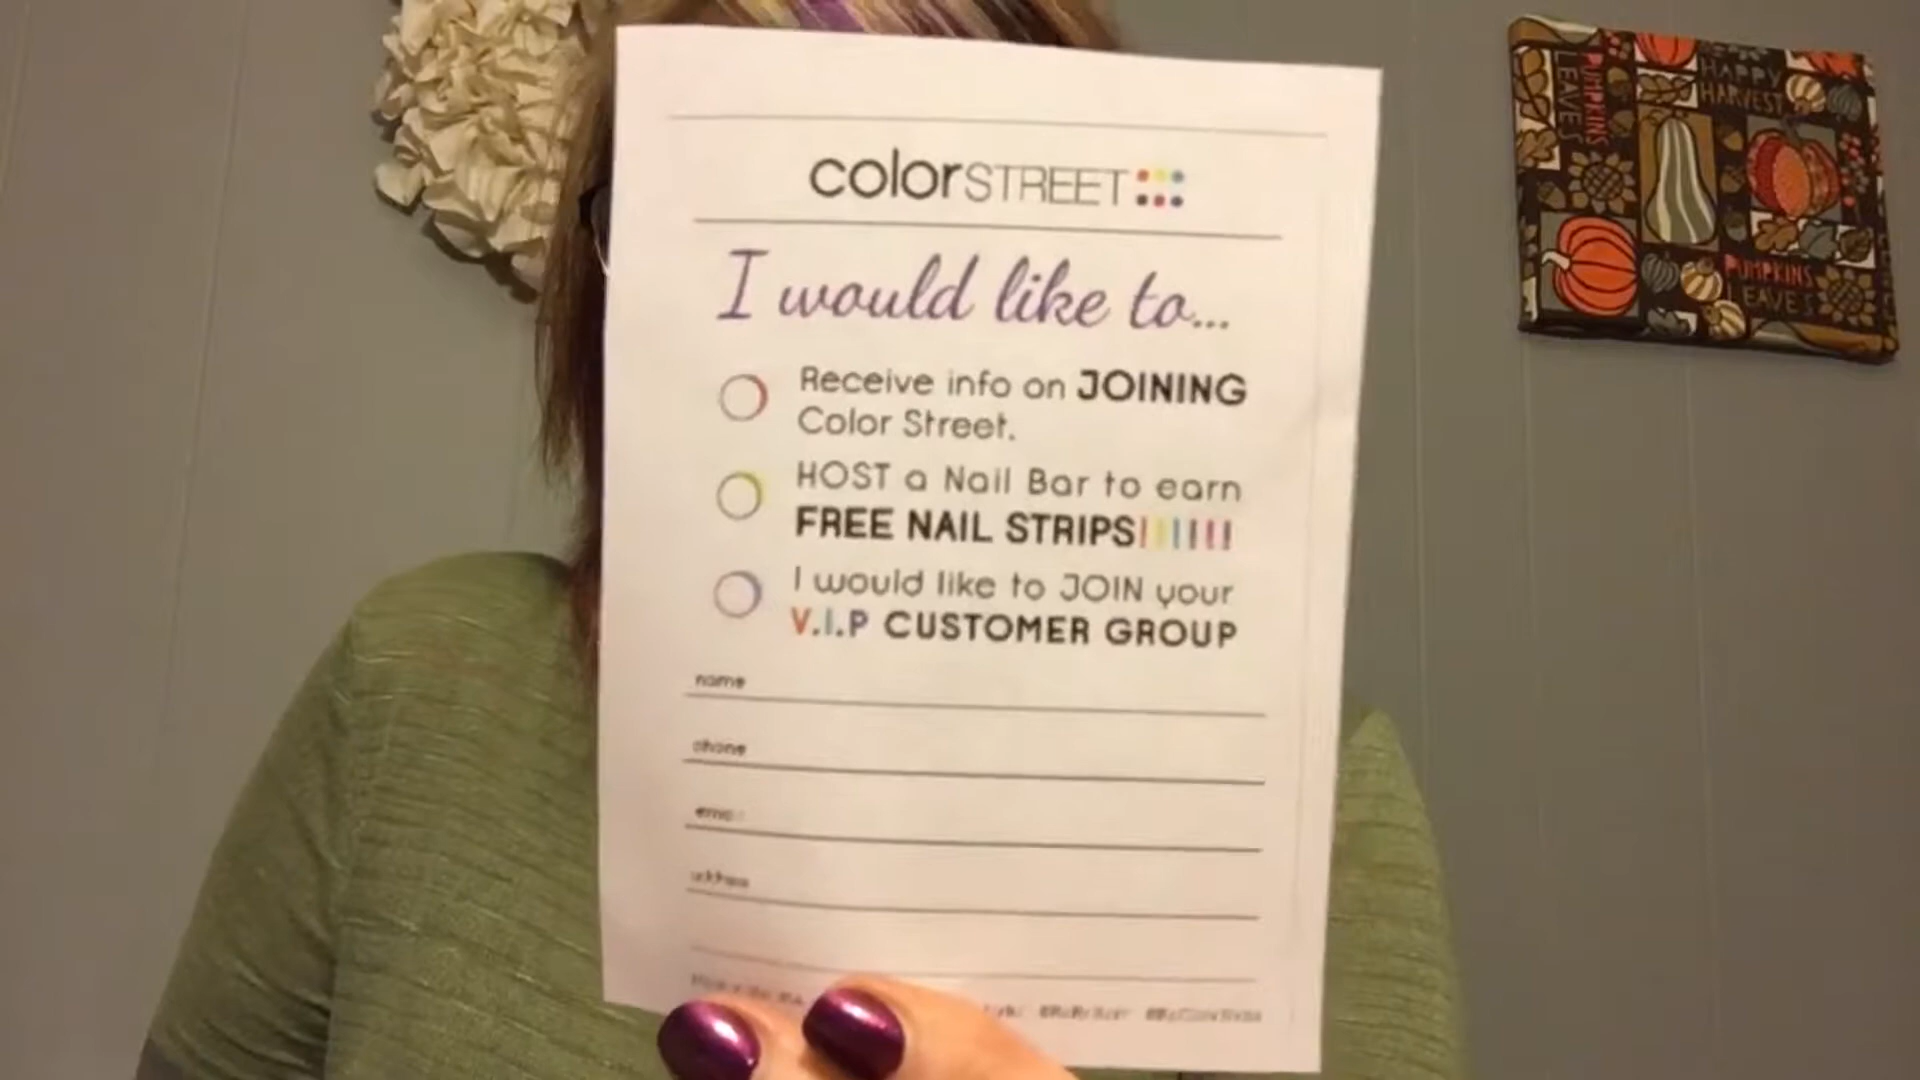 colorSTREET
I would like to...
Receive info on JOINING
Color Street.
HOST a Nail Bar to earn
FREE NAIL STRIPS!!!!!!!
I would like to JOIN your
V.I.P CUSTOMER GROUP
name
phone
email
address
HAPPY
HARVEST
PUMPKINS
LEAVES
PUMPKINS
LEAVES